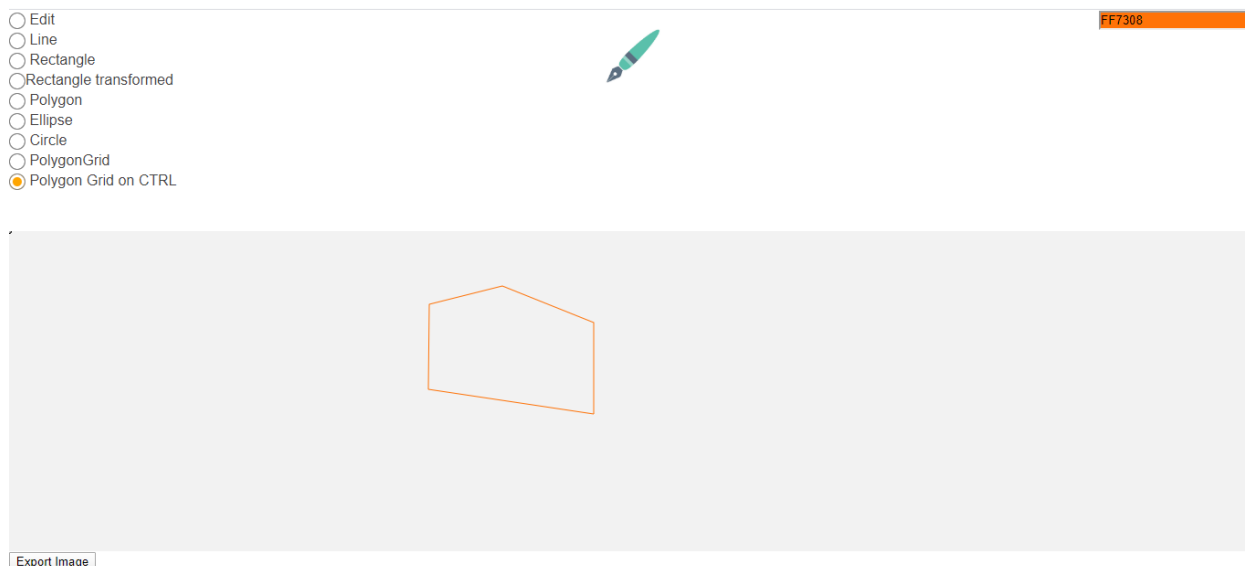 Edit
FF7308
Line
Rectangle
Rectangle transformed
Polygon
Ellipse
Circle
PolygonGrid
Polygon Grid on CTRL
Export Image